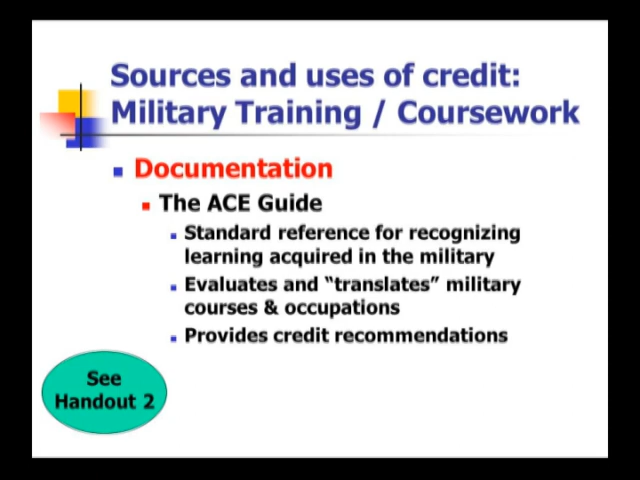 Sources and uses of credit:
Military Training / Coursework
Documentation
The ACE Guide
Standard reference for recognizing
learning acquired in the military
Evaluates and “translates” military
courses & occupations
Provides credit recommendations
See
Handout 2